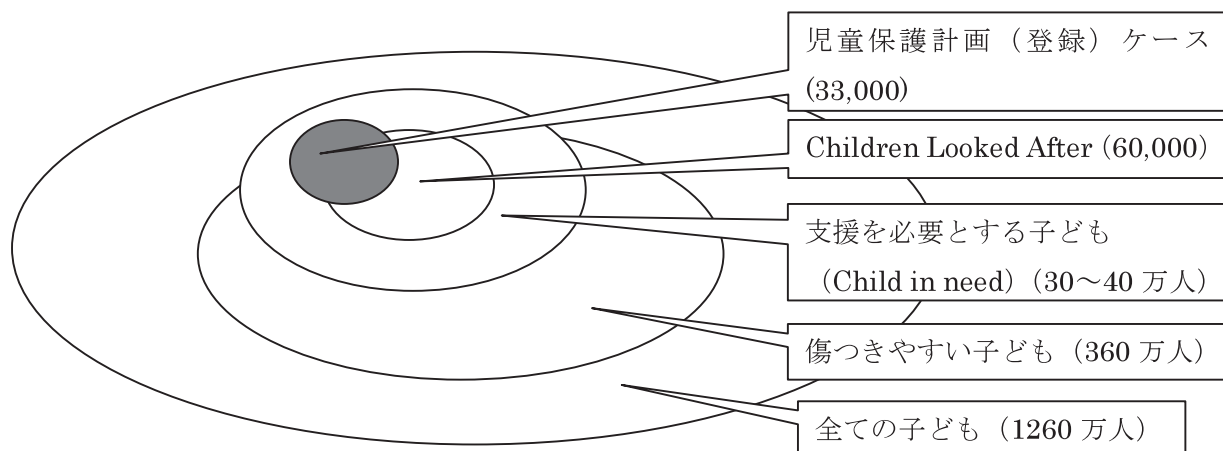 児童保護計画（登録）ケース
(33,000)
Children Looked After (60,000)
支援を必要とする子ども
（Child in need)（30～40 万人）
傷つきやすい子ども（360 万人）
全ての子ども（1260 万人）